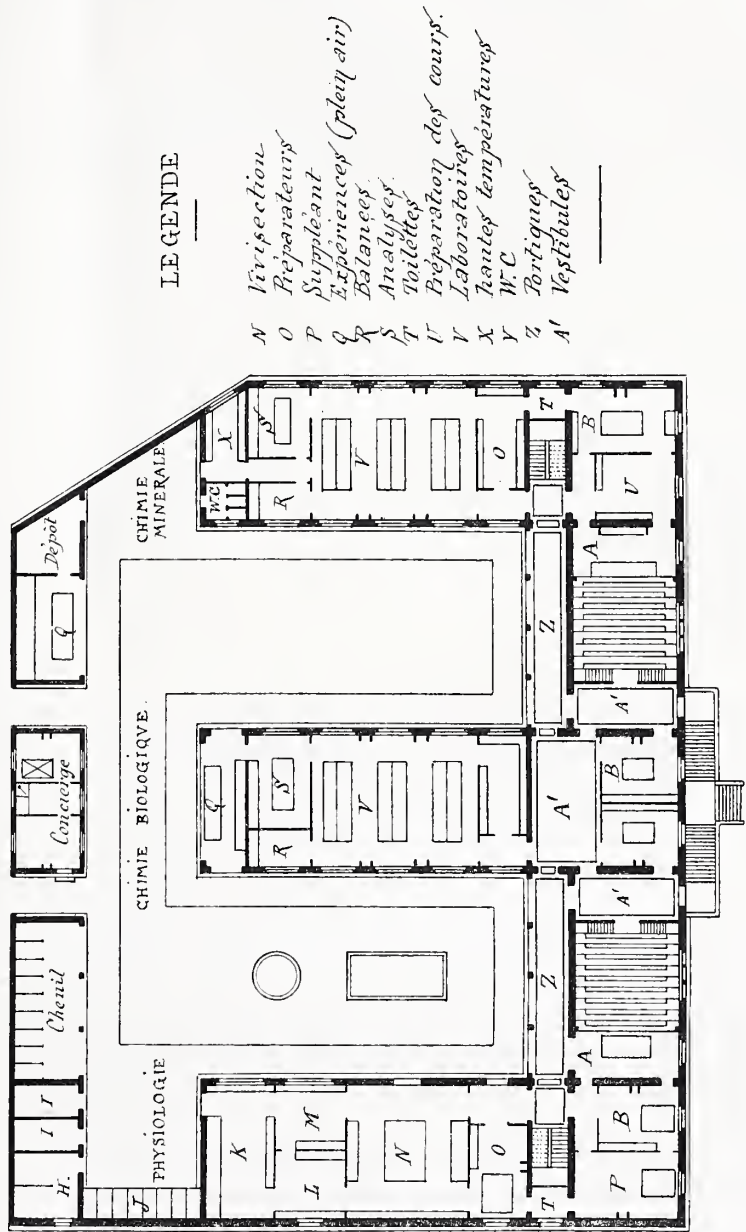 LEGENDE
N Vivisection
O Préparateurs
P Suppléant
Q Expériences (plein air)
R Balances
S Analyses
T Toilettes
U Préparation des cours.
V Laboratoires
X hautes températures
Y W.C
Z Portiques
A' Vestibules
Dépôt
Q
Concierge
Chenil
I
I
H.
J
CHIMIE
MINERALE
CHIMIE BIOLOGIQVE
PHYSIOLOGIE
X
S
W.C
R
V
O
T
B
U
A
Z
A'
Q
S
R
V
A'
B
A'
Z
A
K
M
L
N
O
T
B
P